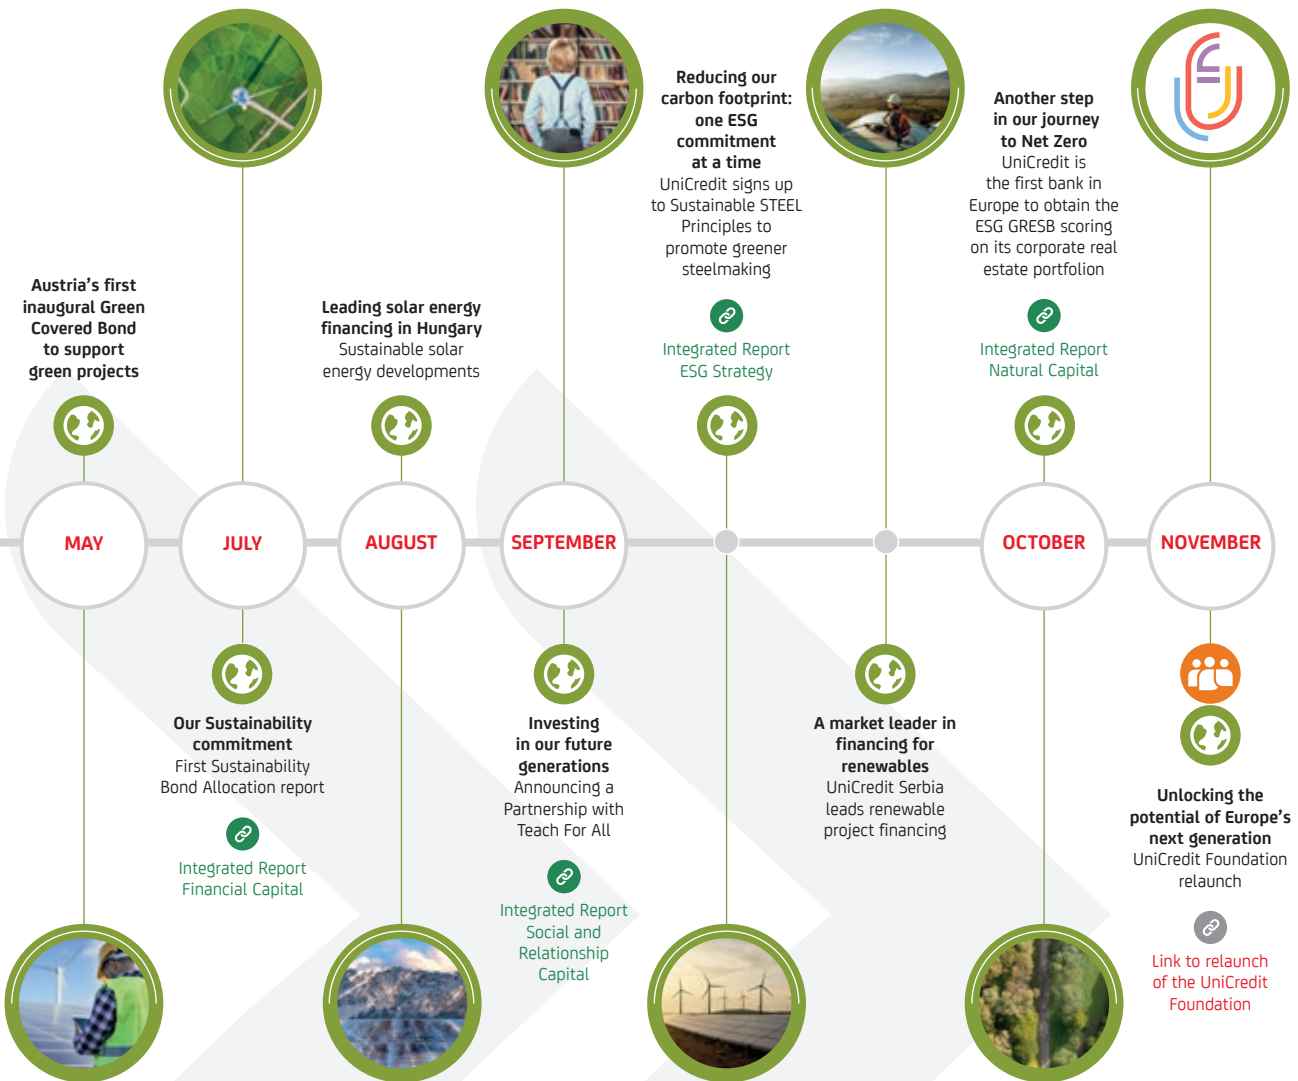 Austria's first
inaugural Green
Covered Bond
to support
green projects
MAY
JULY
Our Sustainability
commitment
First Sustainability
Bond Allocation report
Integrated Report
Financial Capital
Leading solar energy
financing in Hungary
Sustainable solar
energy developments
AUGUST
SEPTEMBER
Investing
in our future
generations
Announcing a
Partnership with
Teach For All
Integrated Report
Social and
Relationship
Capital
Reducing our
carbon footprint:
one ESG
commitment
at a time
UniCredit signs up
to Sustainable STEEL
Principles to
promote greener
steelmaking
Integrated Report
ESG Strategy
A market leader in
financing for
renewables
UniCredit Serbia
leads renewable
project financing
Another step
in our journey
to Net Zero
UniCredit is
the first bank in
Europe to obtain the
ESG GRESB scoring
on its corporate real
estate portfolion
Integrated Report
Natural Capital
OCTOBER
NOVEMBER
Unlocking the
potential of Europe's
next generation
UniCredit Foundation
relaunch
Link to relaunch
of the UniCredit
Foundation